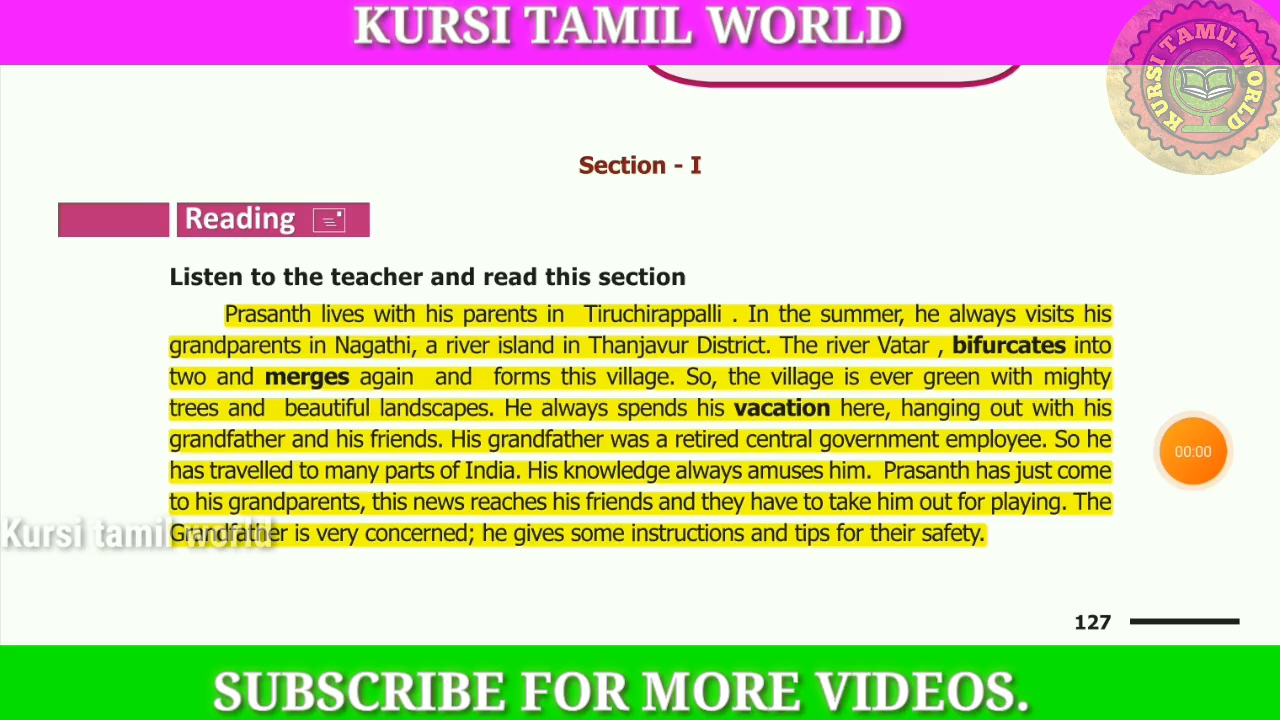 KURSI TAMIL WORLD
KURSI TAMIL WORLD
Section - I
Reading
Listen to the teacher and read this section
Prasanth lives with his parents in Tiruchirappalli . In the summer, he always visits his
grandparents in Nagathi, a river island in Thanjavur District. The river Vatar , bifurcates into
two and merges again and forms this village. So, the village is ever green with mighty
trees and beautiful landscapes. He always spends his vacation here, hanging out with his
grandfather and his friends. His grandfather was a retired central government employee. So he
has travelled to many parts of India. His knowledge always amuses him. Prasanth has just come
00:00
to his grandparents, this news reaches his friends and they have to take him out for playing. The
Grandfather is very concerned; he gives some instructions and tips for their safety.
Kursi tamil world
127
SUBSCRIBE FOR MORE VIDEOS.